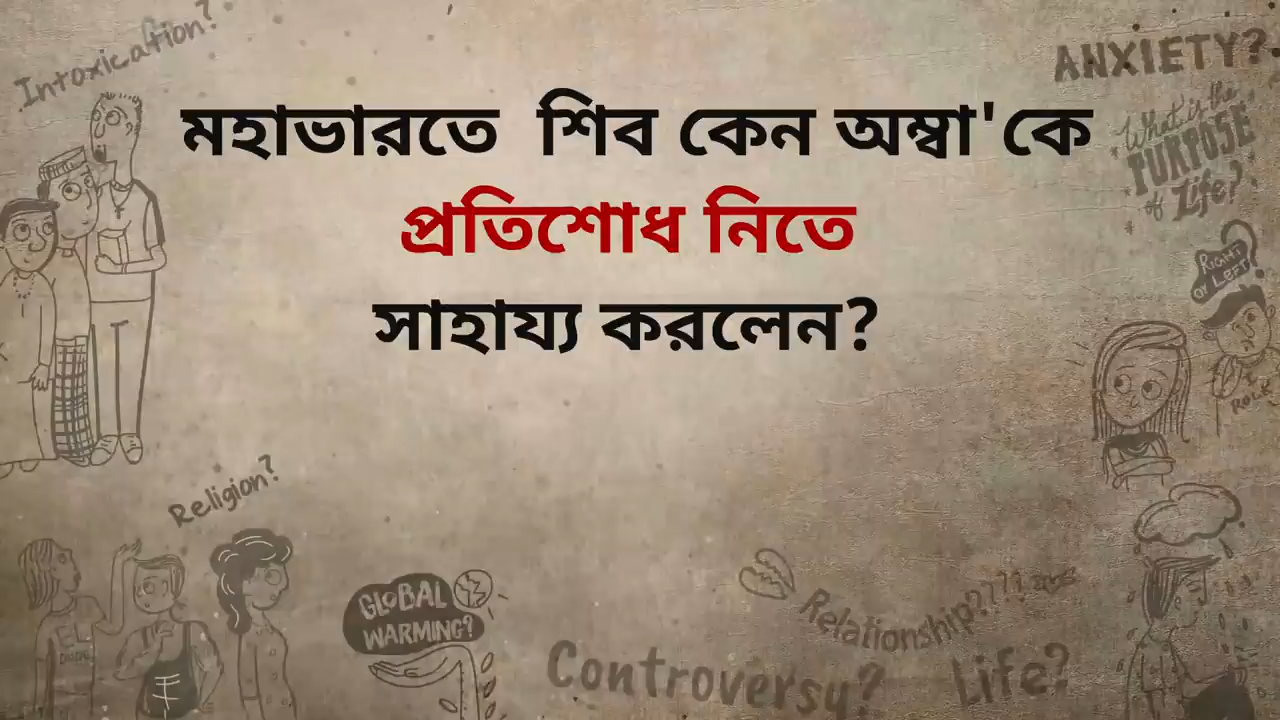 Intoxication?
ANXIETY?
মহাভারতে শিব কেন অম্বা'কে
প্রতিশোধ নিতে
সাহায্য করলেন?
What is the
PURPOSE
of Life?
RIGHT
OR LEFT
Religion?
GLOBAL
WARMING?
Relationship????
Controversy?
Life?